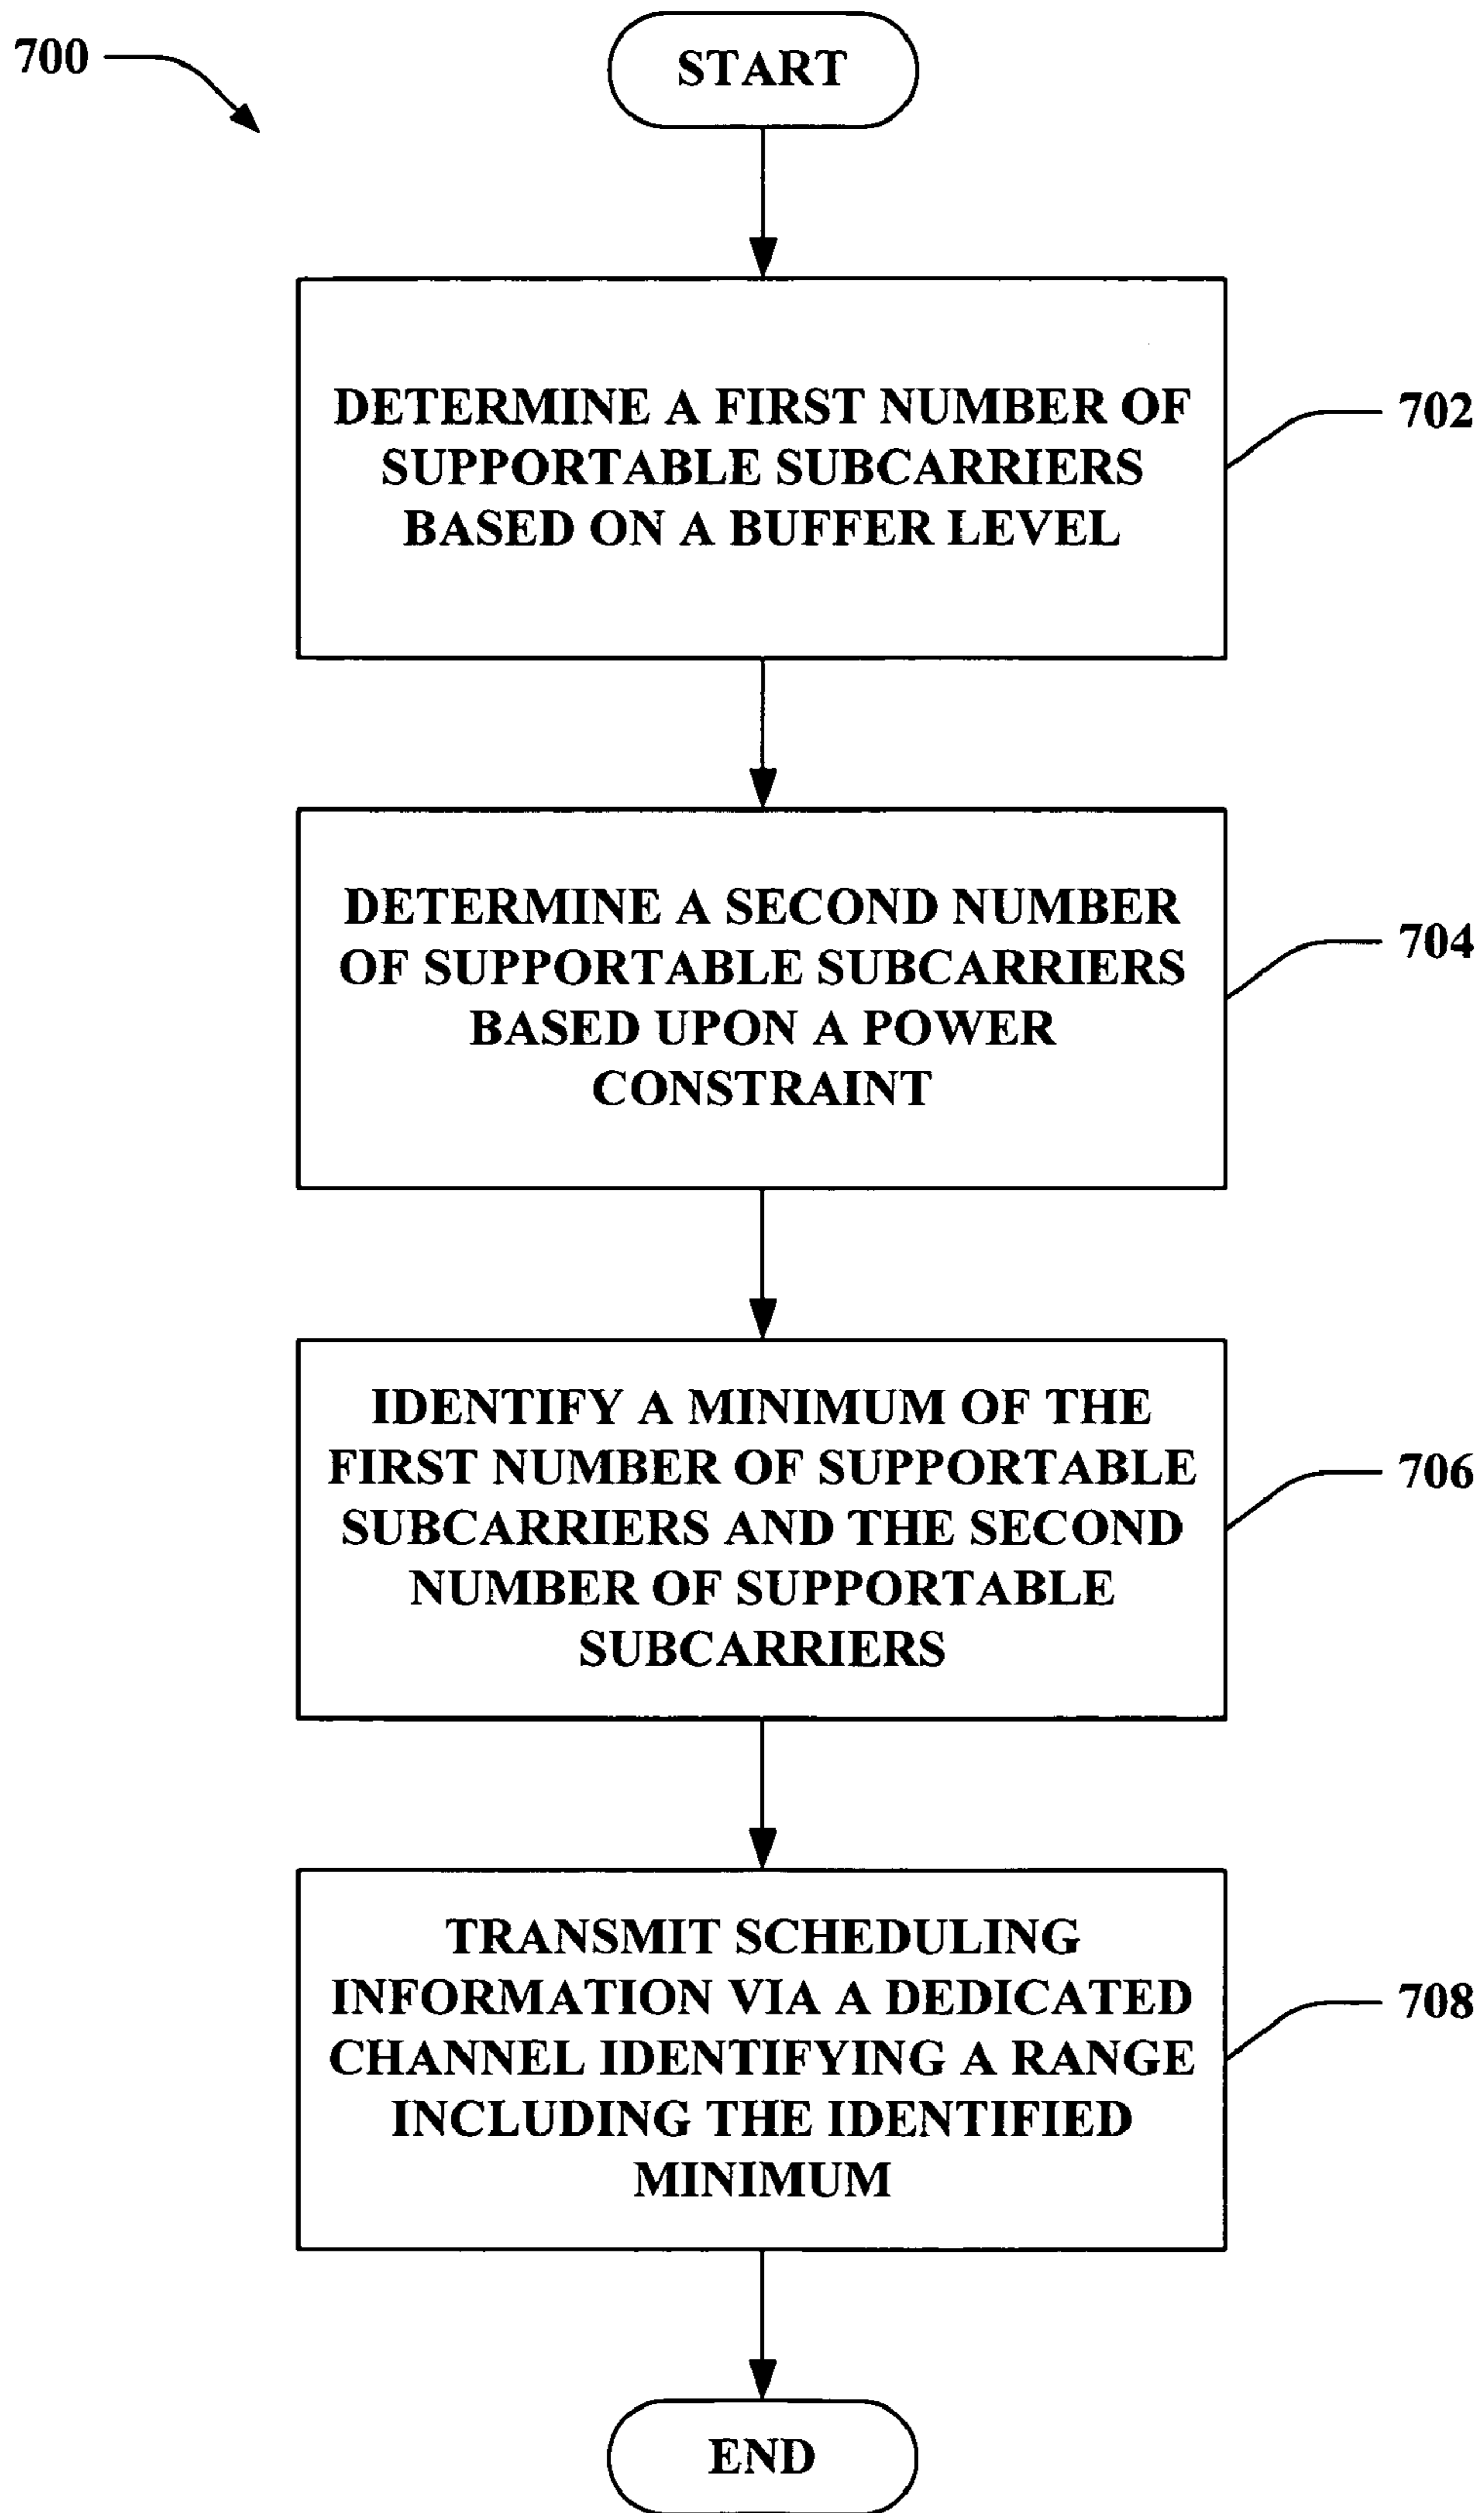 700
START
DETERMINE A FIRST NUMBER OF
SUPPORTABLE SUBCARRIERS
BASED ON A BUFFER LEVEL
702
DETERMINE A SECOND NUMBER
OF SUPPORTABLE SUBCARRIERS
BASED UPON A POWER
CONSTRAINT
704
IDENTIFY A MINIMUM OF THE
FIRST NUMBER OF SUPPORTABLE
SUBCARRIERS AND THE SECOND
NUMBER OF SUPPORTABLE
SUBCARRIERS
706
TRANSMIT SCHEDULING
INFORMATION VIA A DEDICATED
CHANNEL IDENTIFYING A RANGE
INCLUDING THE IDENTIFIED
MINIMUM
708
END